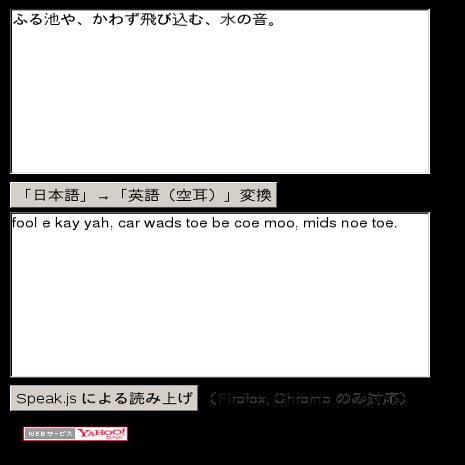 ふる池や、かわず飛び込む、水の音。
「日本語」→「英語（空耳）」変換
fool e kay yah, car wads toe be coe moo, mids noe toe.
Speak.js による読み上げ （Firefox, Chrome のみ対応）
WEBサービス YAHOO! JAPAN